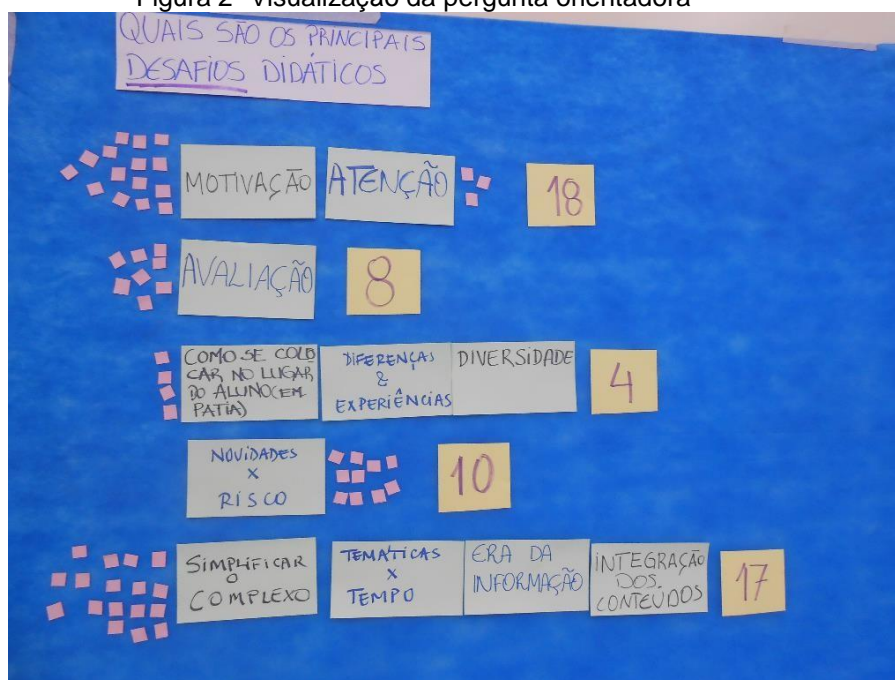 Figura 2- Visualização da pergunta orientadora
QUAIS SÃO OS PRINCIPAIS
DESAFIOS DIDÁTICOS
MOTIVAÇÃO
ATENÇÃO
18
AVALIAÇÃO
8
COMO SE COLO
CAR NO LUGAR
DO ALUNO(EM
PATIA)
DIFERENÇAS
&
EXPERIÊNCIAS
DIVERSIDADE
4
NOVIDADES
X
RISCO
10
SIMPLIFICAR
O
COMPLEXO
TEMÁTICAS
X
TEMPO
ERA DA
INFORMAÇÃO
INTEGRAÇÃO
DOS
CONTEÚDOS
17